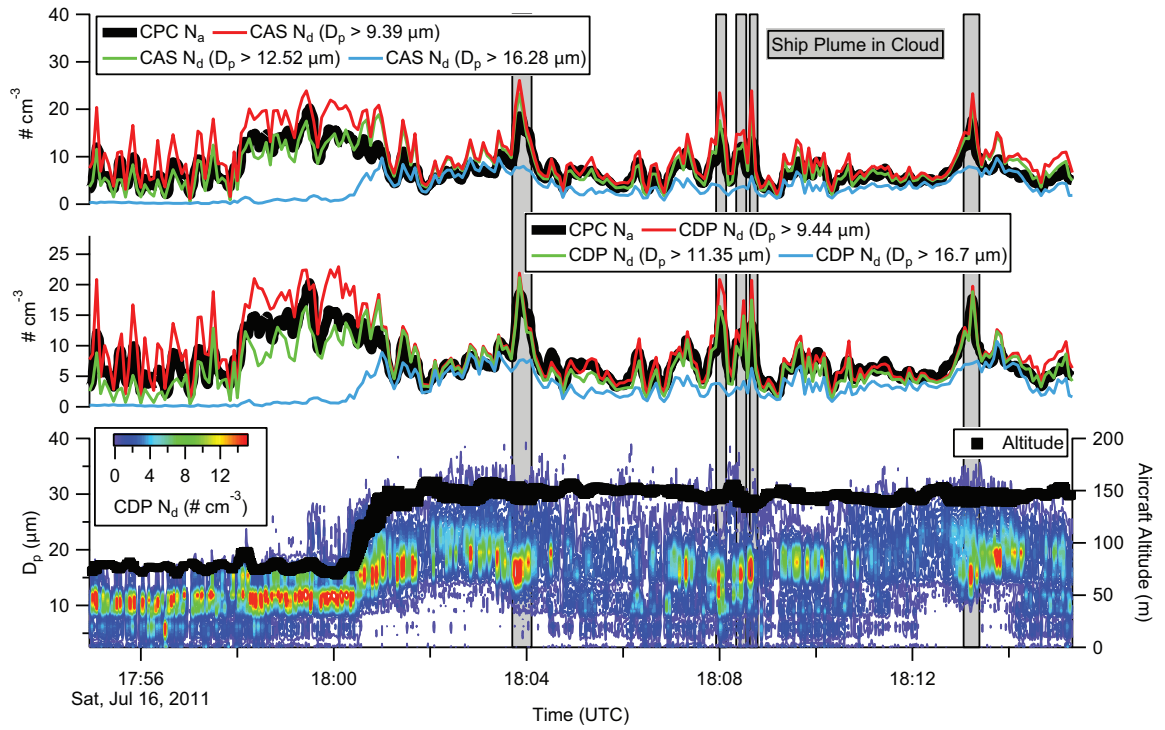 40
30
20
10
0
# cm-3
CPC Na CAS Nd (Dp > 9.39 µm)
CAS Nd (Dp > 12.52 µm) CAS Nd (Dp > 16.28 µm)
Ship Plume in Cloud
25
20
15
10
5
0
# cm-3
CPC Na CDP Nd (Dp > 9.44 µm)
CDP Nd (Dp > 11.35 µm) CDP Nd (Dp > 16.7 µm)
40
30
20
10
Dp (µm)
0 4 8 12
CDP Nd (# cm-3)
Altitude
200
150
100
50
0
Aircraft Altitude (m)
17:56 18:00 18:04 18:08 18:12
Sat, Jul 16, 2011
Time (UTC)